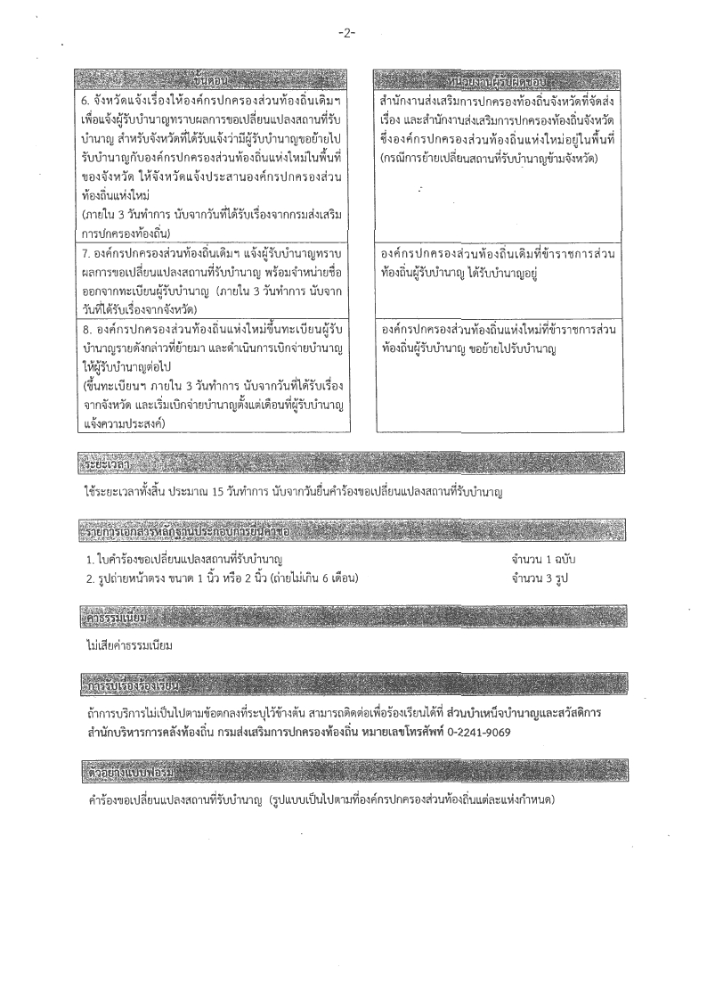 -2-
ขั้นตอน
6. จังหวัดแจ้งเรื่องให้องค์กรปกครองส่วนท้องถิ่นเดิมฯ
เพื่อแจ้งผู้รับบำนาญทราบผลการขอเปลี่ยนแปลงสถานที่รับ
บำนาญ สำหรับจังหวัดที่ได้รับแจ้งว่ามีผู้รับบำนาญขอย้ายไป
รับบำนาญกับองค์กรปกครองส่วนท้องถิ่นแห่งใหม่ในพื้นที่
ของจังหวัด ให้จังหวัดแจ้งประสานองค์กรปกครองส่วน
ท้องถิ่นแห่งใหม่
(ภายใน 3 วันทำการ นับจากวันที่ได้รับเรื่องจากกรมส่งเสริม
การปกครองท้องถิ่น)
7. องค์กรปกครองส่วนท้องถิ่นเดิมฯ แจ้งผู้รับบำนาญทราบ
ผลการขอเปลี่ยนแปลงสถานที่รับบำนาญ พร้อมจำหน่ายชื่อ
ออกจากทะเบียนผู้รับบำนาญ (ภายใน 3 วันทำการ นับจาก
วันที่ได้รับเรื่องจากจังหวัด)
8. องค์กรปกครองส่วนท้องถิ่นแห่งใหม่ขึ้นทะเบียนผู้รับ
บำนาญรายดังกล่าวที่ย้ายมา และดำเนินการเบิกจ่ายบำนาญ
ให้ผู้รับบำนาญต่อไป
(ขึ้นทะเบียนฯ ภายใน 3 วันทำการ นับจากวันที่ได้รับเรื่อง
จากจังหวัด และเริ่มเบิกจ่ายบำนาญตั้งแต่เดือนที่ผู้รับบำนาญ
แจ้งความประสงค์)
หน่วยงานผู้รับผิดชอบ
สำนักงานส่งเสริมการปกครองท้องถิ่นจังหวัดที่จัดส่ง
เรื่อง และสำนักงานส่งเสริมการปกครองท้องถิ่นจังหวัด
ซึ่งองค์กรปกครองส่วนท้องถิ่นแห่งใหม่อยู่ในพื้นที่
(กรณีการย้ายเปลี่ยนสถานที่รับบำนาญข้ามจังหวัด)
องค์กรปกครองส่วนท้องถิ่นเดิมที่ข้าราชการส่วน
ท้องถิ่นผู้รับบำนาญ ได้รับบำนาญอยู่
องค์กรปกครองส่วนท้องถิ่นแห่งใหม่ที่ข้าราชการส่วน
ท้องถิ่นผู้รับบำนาญ ขอย้ายไปรับบำนาญ
ระยะเวลา
ใช้ระยะเวลาทั้งสิ้น ประมาณ 15 วันทำการ นับจากวันยื่นคำร้องขอเปลี่ยนแปลงสถานที่รับบำนาญ
รายการเอกสารหลักฐานประกอบการยื่นคำขอ
1. ใบคำร้องขอเปลี่ยนแปลงสถานที่รับบำนาญ จำนวน 1 ฉบับ
2. รูปถ่ายหน้าตรง ขนาด 1 นิ้ว หรือ 2 นิ้ว (ถ่ายไม่เกิน 6 เดือน) จำนวน 3 รูป
ค่าธรรมเนียม
ไม่เสียค่าธรรมเนียม
การรับเรื่องร้องเรียน
ถ้าการบริการไม่เป็นไปตามข้อตกลงที่ระบุไว้ข้างต้น สามารถติดต่อเพื่อร้องเรียนได้ที่ ส่วนบำเหน็จบำนาญและสวัสดิการ
สำนักบริหารการคลังท้องถิ่น กรมส่งเสริมการปกครองท้องถิ่น หมายเลขโทรศัพท์ 0-2241-9069
ตัวอย่างแบบฟอร์ม
คำร้องขอเปลี่ยนแปลงสถานที่รับบำนาญ (รูปแบบเป็นไปตามที่องค์กรปกครองส่วนท้องถิ่นแต่ละแห่งกำหนด)